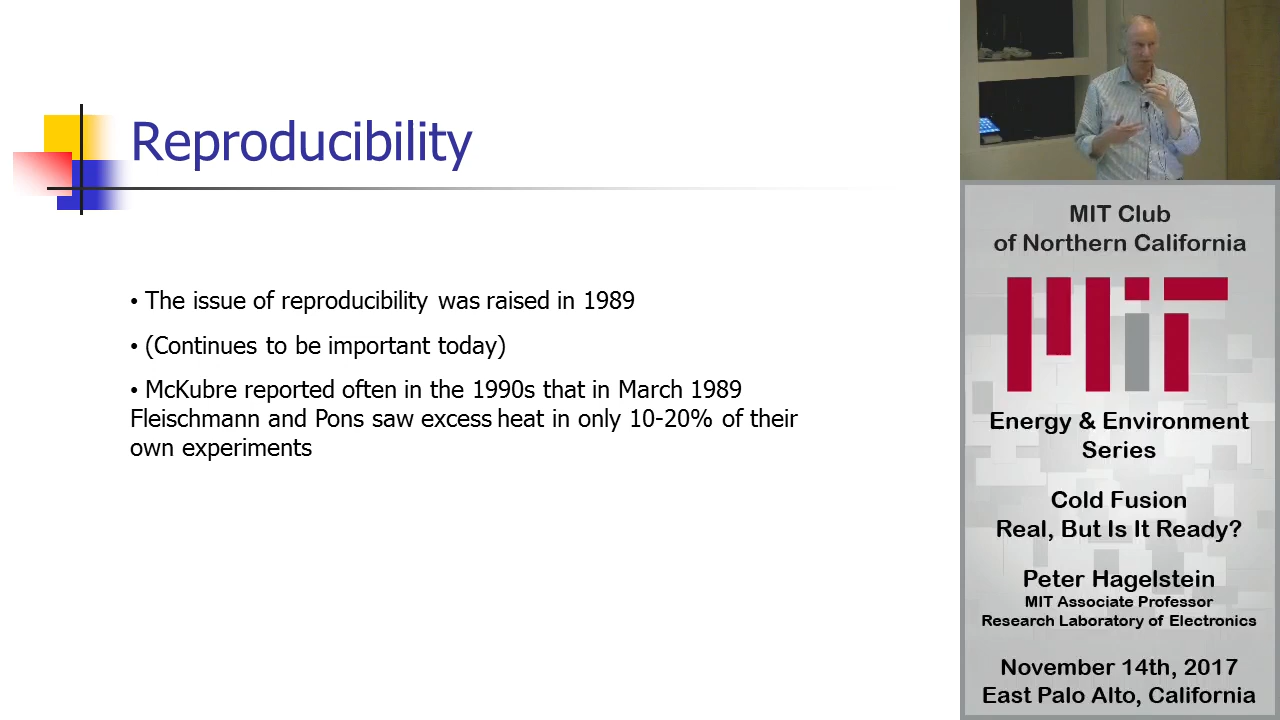 Reproducibility
• The issue of reproducibility was raised in 1989
• (Continues to be important today)
• McKubre reported often in the 1990s that in March 1989
Fleischmann and Pons saw excess heat in only 10-20% of their
own experiments
MIT Club
of Northern California
MIT
Energy & Environment
Series
Cold Fusion
Real, But Is It Ready?
Peter Hagelstein
MIT Associate Professor
Research Laboratory of Electronics
November 14th, 2017
East Palo Alto, California